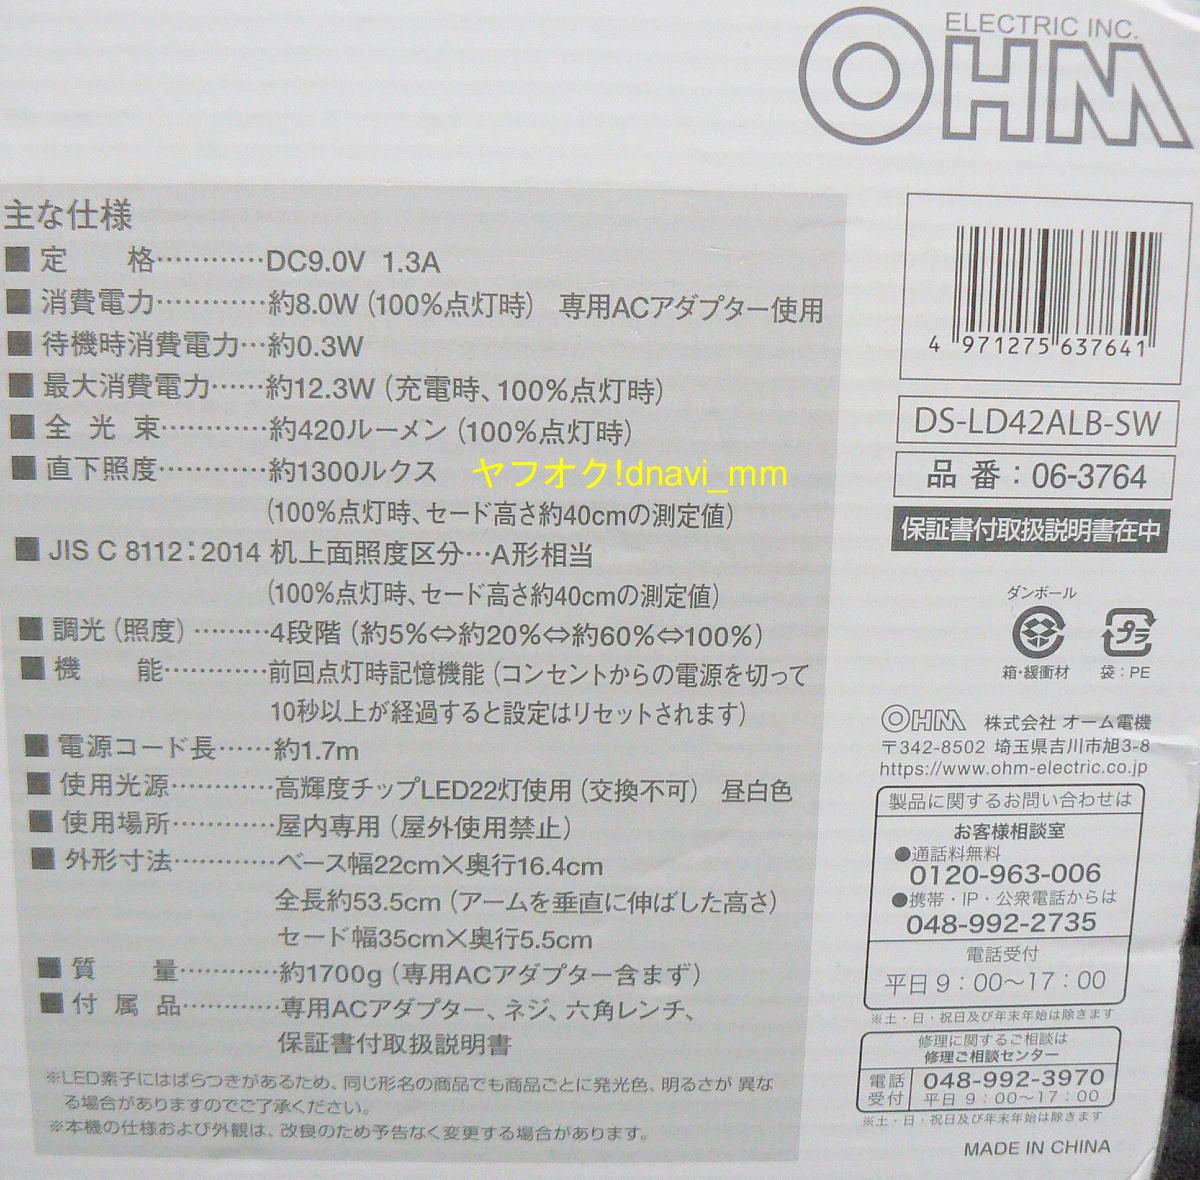 ELECTRIC INC.
OHM
主な仕様
■定　　格…………DC9.0V 1.3A
■消費電力…………約8.0W(100%点灯時) 専用ACアダプター使用
■待機時消費電力…約0.3W
■最大消費電力……約12.3W(充電時、100%点灯時)
■全 光 束…………約420ルーメン(100%点灯時)
■直下照度…………約1300ルクス
(100%点灯時、セード高さ約40cmの測定値)
■JIS C 8112:2014 机上面照度区分…A形相当
(100%点灯時、セード高さ約40cmの測定値)
■調光(照度)………4段階(約5%⇔約20%⇔約60%⇔100%)
■機　　能…………前回点灯時記憶機能(コンセントからの電源を切って
10秒以上が経過すると設定はリセットされます)
■電源コード長……約1.7m
■使用光源…………高輝度チップLED22灯使用(交換不可) 昼白色
■使用場所…………屋内専用(屋外使用禁止)
■外形寸法…………ベース幅22cm×奥行16.4cm
全長約53.5cm(アームを垂直に伸ばした高さ)
セード幅35cm×奥行5.5cm
■質　　量…………約1700g(専用ACアダプター含まず)
■付 属 品…………専用ACアダプター、ネジ、六角レンチ、
保証書付取扱説明書
※LED素子にはばらつきがあるため、同じ形名の商品でも商品ごとに発光色、明るさが 異な
る場合がありますのでご了承ください。
※本機の仕様および外観は、改良のため予告なく変更する場合があります。
ヤフオク!dnavi_mm
4 971275 637641
DS-LD42ALB-SW
品 番:06-3764
保証書付取扱説明書在中
ダンボール
箱・緩衝材
プラ
袋:PE
OHM 株式会社 オーム電機
〒342-8502 埼玉県吉川市旭3-8
https://www.ohm-electric.co.jp
製品に関するお問い合わせは
お客様相談室
●通話料無料
0120-963-006
●携帯・IP・公衆電話からは
048-992-2735
電話受付
平日 9:00〜17:00
※土・日・祝日及び年末年始は除きます
修理に関するご相談は
修理ご相談センター
電話受付 048-992-3970
平日 9:00〜17:00
※土・日・祝日及び年末年始は除きます
MADE IN CHINA